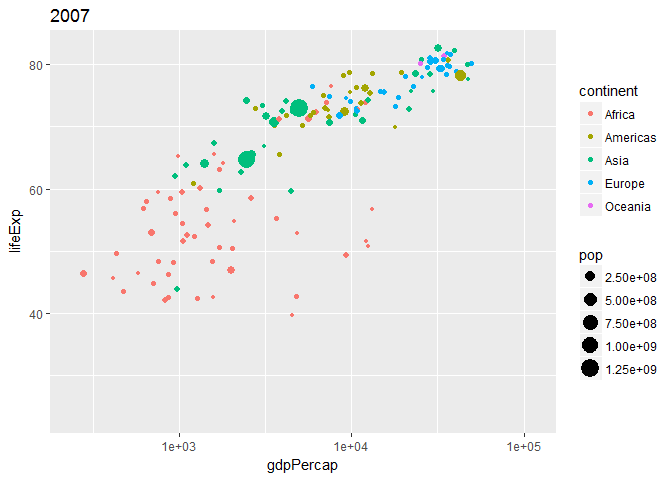 2007
80
60
40
lifeExp
1e+03
1e+04
1e+05
gdpPercap
continent
Africa
Americas
Asia
Europe
Oceania
pop
2.50e+08
5.00e+08
7.50e+08
1.00e+09
1.25e+09